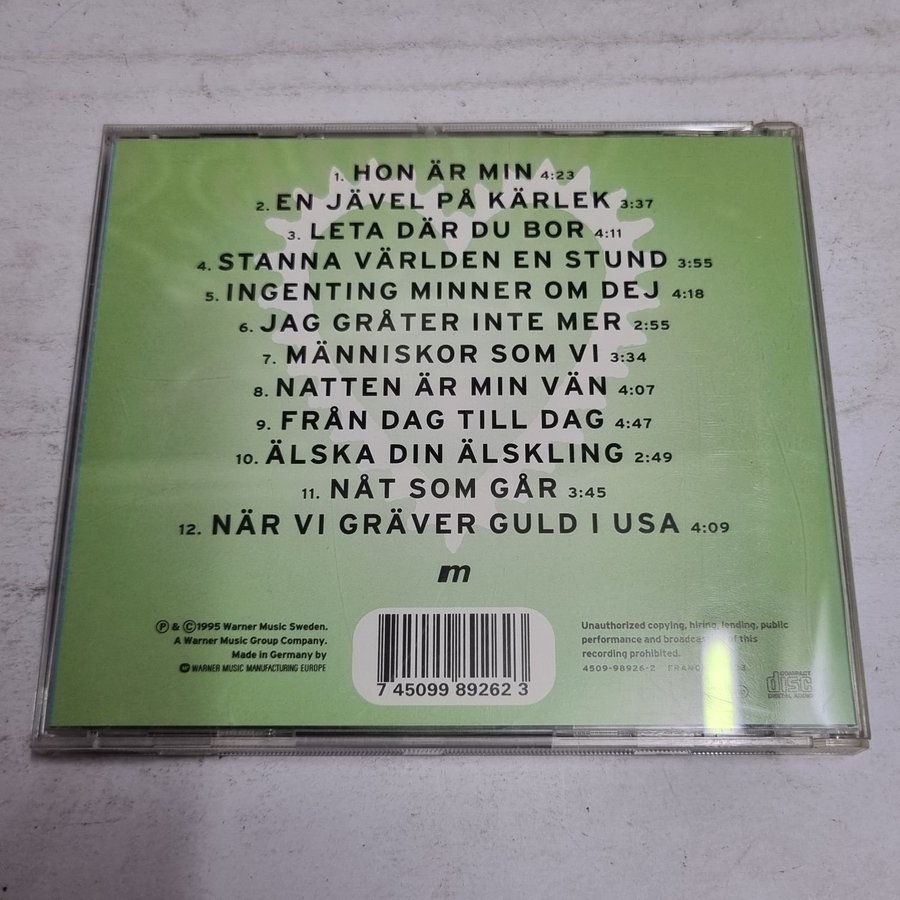 1. HON ÄR MIN 4:23
2. EN JÄVEL PÅ KÄRLEK 3:37
3. LETA DÄR DU BOR 4:11
4. STANNA VÄRLDEN EN STUND 3:55
5. INGENTING MINNER OM DEJ 4:18
6. JAG GRÅTER INTE MER 2:55
7. MÄNNISKOR SOM VI 3:34
8. NATTEN ÄR MIN VÄN 4:07
9. FRÅN DAG TILL DAG 4:47
10. ÄLSKA DIN ÄLSKLING 2:49
11. NÅT SOM GÅR 3:45
12. NÄR VI GRÄVER GULD I USA 4:09
m
Ⓟ & ©1995 Warner Music Sweden.
A Warner Music Group Company.
Made in Germany by
WARNER MUSIC MANUFACTURING EUROPE
7 45099 89262 3
Unauthorized copying, hiring, lending, public
performance and broadcasting of this
recording prohibited.
4509-98926-2
COMPACT
disc
DIGITAL AUDIO